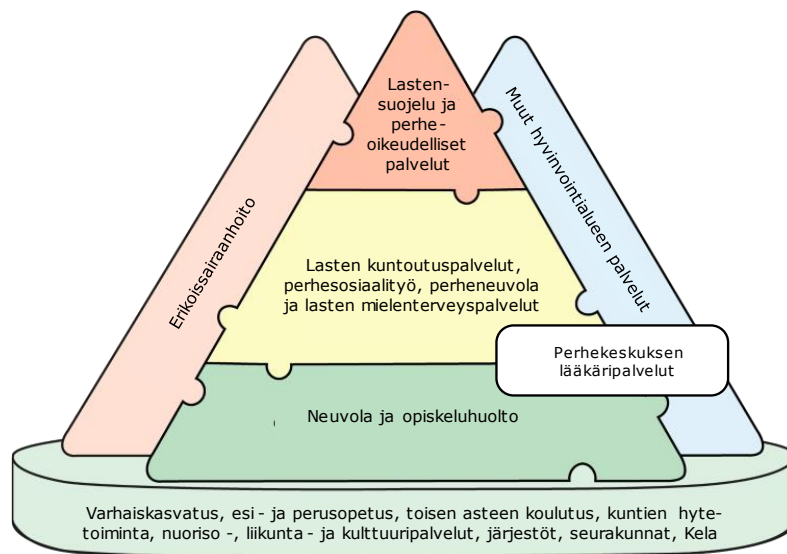 Lasten-
suojelu ja
perhe-
oikeudelliset
palvelut
Erikoissairaanhoito
Muut hyvinvointialueen palvelut
Lasten kuntoutuspalvelut,
perhesosiaalityö, perheneuvola
ja lasten mielenterveyspalvelut
Perhekeskuksen
lääkäripalvelut
Neuvola ja opiskeluhuolto
Varhaiskasvatus, esi- ja perusopetus, toisen asteen koulutus, kuntien hyte-
toiminta, nuoriso-, liikunta- ja kulttuuripalvelut, järjestöt, seurakunnat, Kela